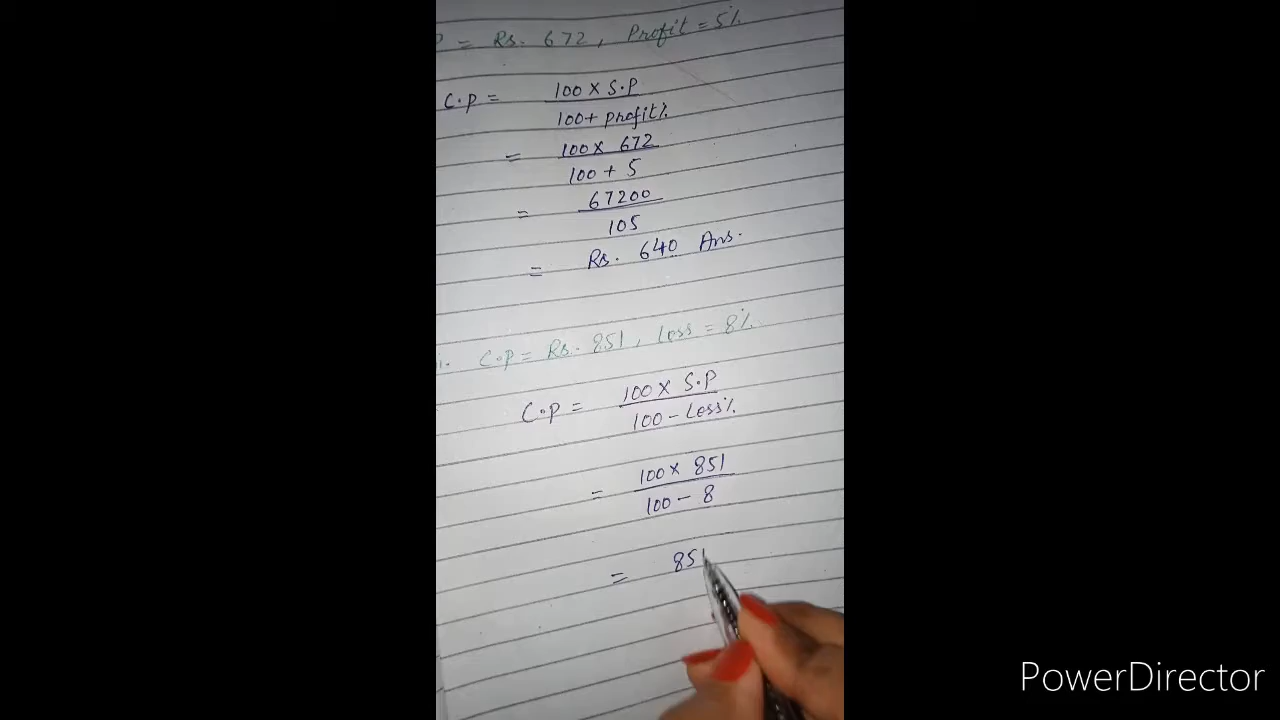 P = Rs. 672, Profit = 5%.
C.P = 100 × S.P
100 + profit%
= 100 × 672
100 + 5
= 67200
105
= Rs. 640 Ans.
i. C.P = Rs. 851, Loss = 8%.
C.P = 100 × S.P
100 - Loss%
= 100 × 851
100 - 8
= 851
PowerDirector